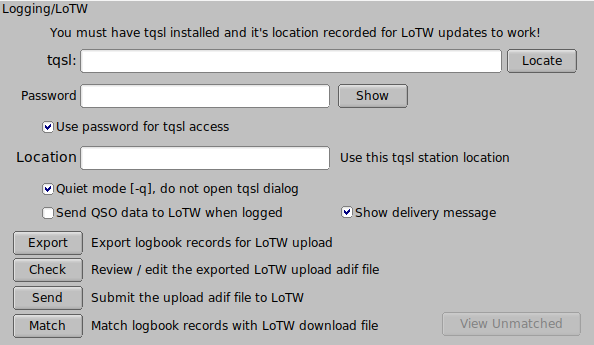 Logging/LoTW
You must have tqsl installed and it's location recorded for LoTW updates to work!
tqsl: Locate
Password Show
Use password for tqsl access
Location Use this tqsl station location
Quiet mode [-q], do not open tqsl dialog
Send QSO data to LoTW when logged Show delivery message
Export Export logbook records for LoTW upload
Check Review / edit the exported LoTW upload adif file
Send Submit the upload adif file to LoTW
Match Match logbook records with LoTW download file View Unmatched